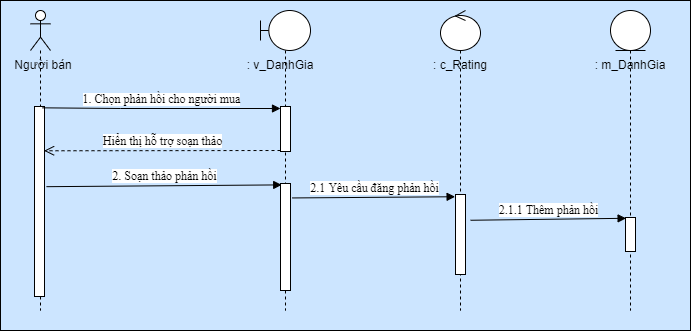 Người bán
: v_DanhGia
: c_Rating
: m_DanhGia
1. Chọn phản hồi cho người mua
Hiển thị hỗ trợ soạn thảo
2. Soạn thảo phản hồi
2.1 Yêu cầu đăng phản hồi
2.1.1 Thêm phản hồi